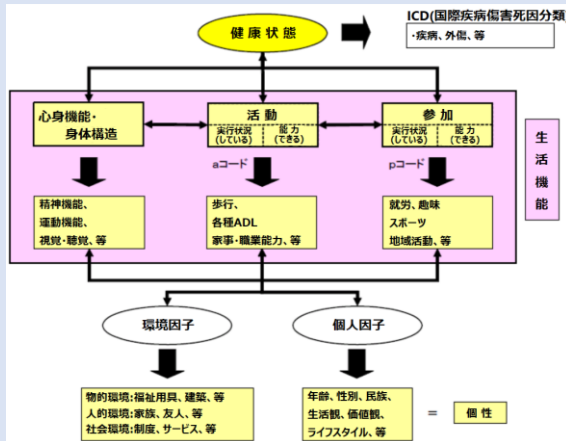 健康状態
ICD(国際疾病傷害死因分類)
・疾病、外傷、等
心身機能・
身体構造
活動
実行状況
(している)
能力
(できる)
参加
実行状況
(している)
能力
(できる)
生活機能
aコード
pコード
精神機能、
運動機能、
視覚・聴覚、等
歩行、
各種ADL
家事・職業能力、等
就労、趣味
スポーツ
地域活動、等
環境因子
個人因子
物的環境:福祉用具、建築、等
人的環境:家族、友人、等
社会環境:制度、サービス、等
年齢、性別、民族、
生活観、価値観、
ライフスタイル、等
=
個性